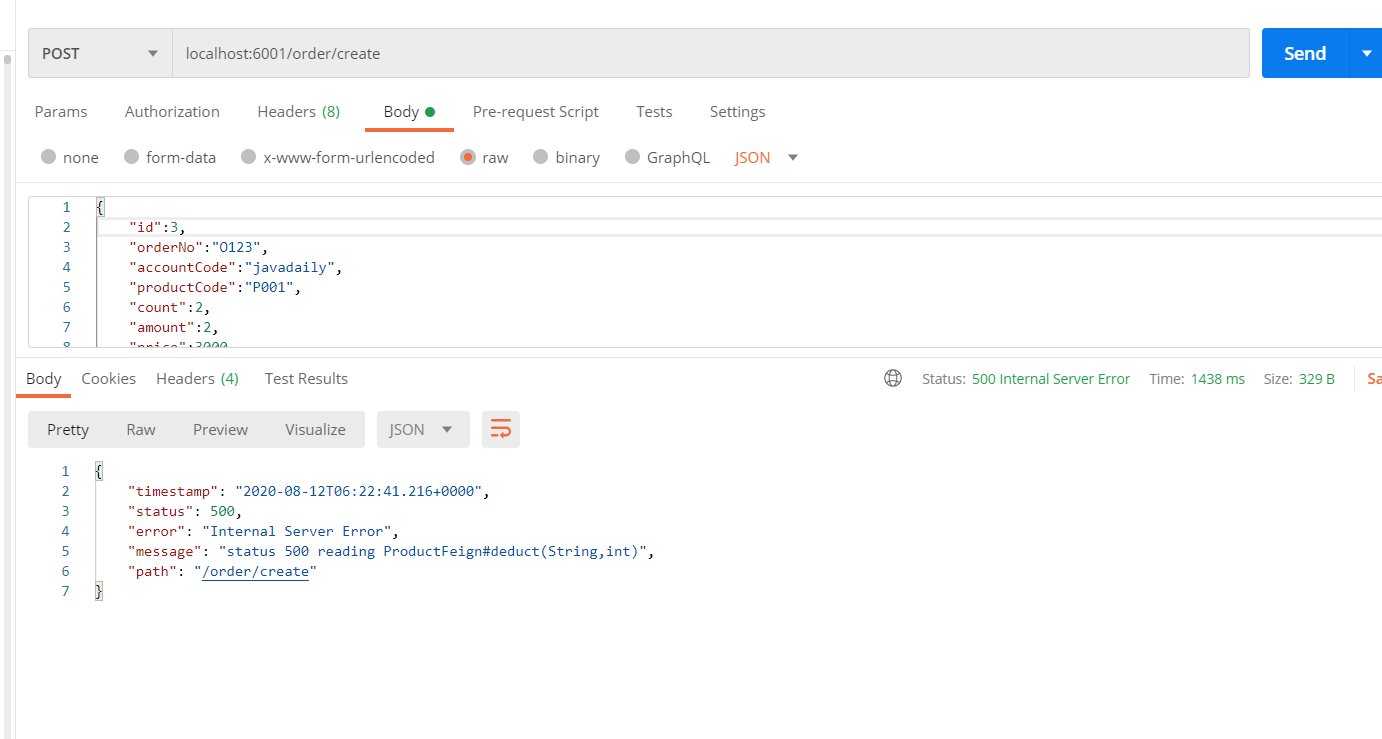 POST localhost:6001/order/create Send
Params Authorization Headers (8) Body Pre-request Script Tests Settings
none form-data x-www-form-urlencoded raw binary GraphQL JSON
1 {
2 "id":3,
3 "orderNo":"O123",
4 "accountCode":"javadaily",
5 "productCode":"P001",
6 "count":2,
7 "amount":2,
8 "price":3000
Body Cookies Headers (4) Test Results Status: 500 Internal Server Error Time: 1438 ms Size: 329 B Sa
Pretty Raw Preview Visualize JSON
1 {
2 "timestamp": "2020-08-12T06:22:41.216+0000",
3 "status": 500,
4 "error": "Internal Server Error",
5 "message": "status 500 reading ProductFeign#deduct(String,int)",
6 "path": "/order/create"
7 }